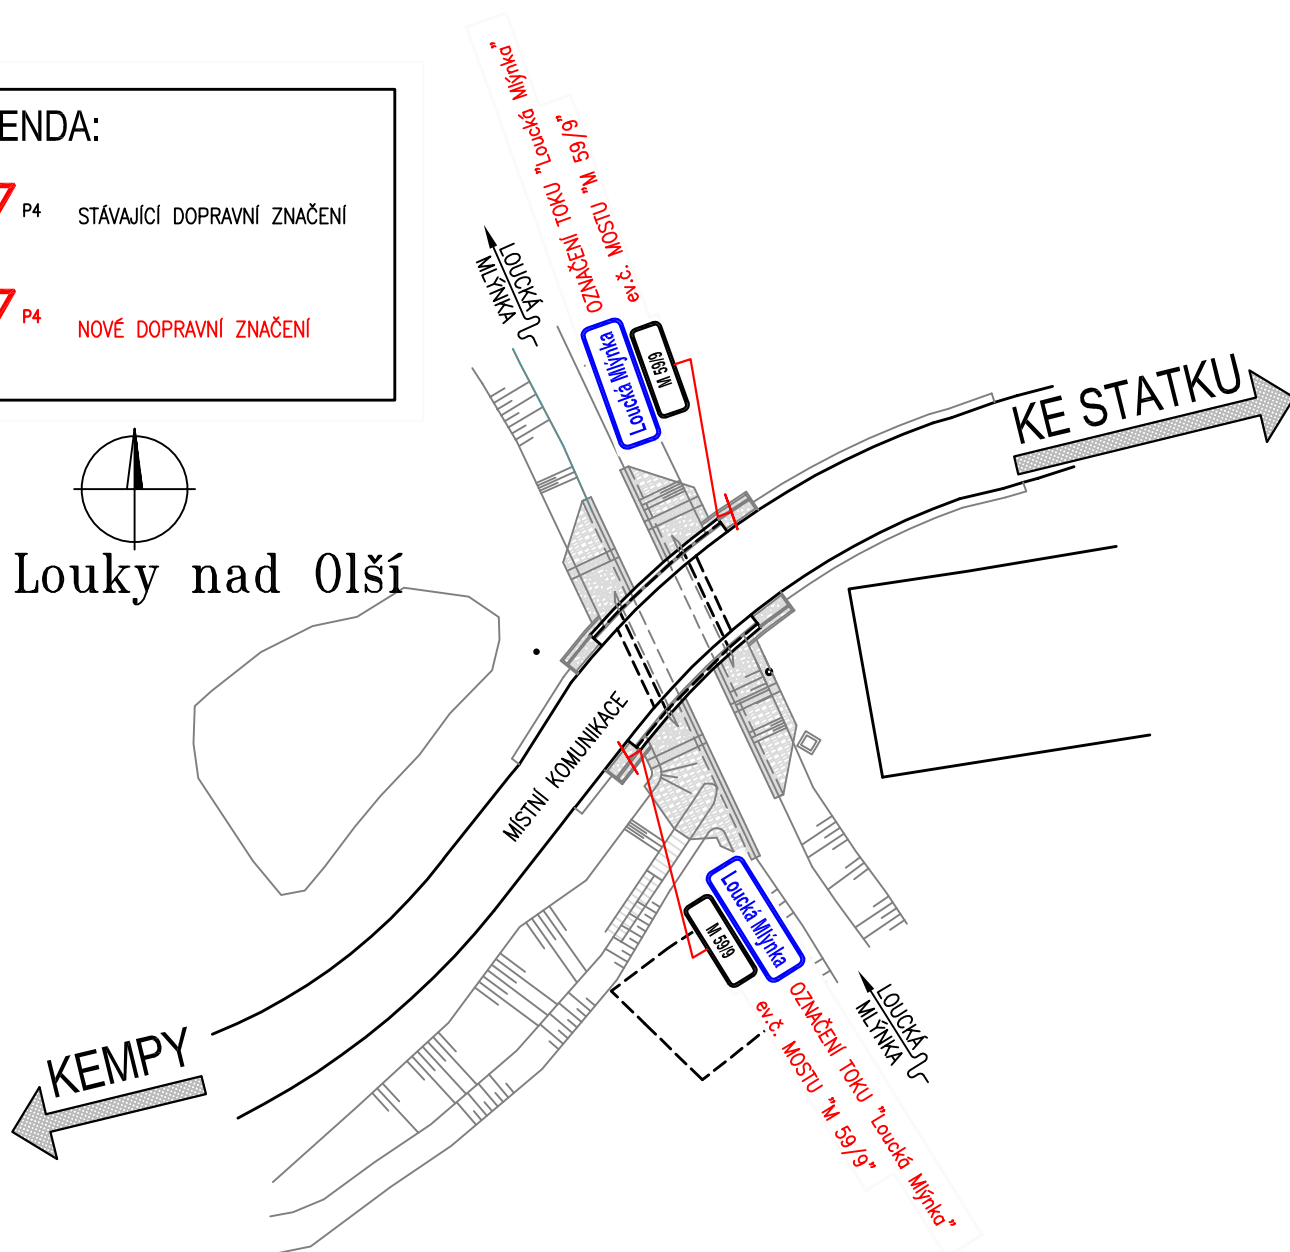 ENDA:
P4 STÁVAJÍCÍ DOPRAVNÍ ZNAČENÍ
P4 NOVÉ DOPRAVNÍ ZNAČENÍ
OZNAČENÍ TOKU "Loucká Mlýnka"
ev.č. MOSTU "M 59/9"
LOUCKÁ
MLÝNKA
Loucká Mlýnka
M 59/9
KE STATKU
Louky nad Olší
MÍSTNÍ KOMUNIKACE
Loucká Mlýnka
M 59/9
LOUCKÁ
MLÝNKA
OZNAČENÍ TOKU "Loucká Mlýnka"
ev.č. MOSTU "M 59/9"
KEMPY